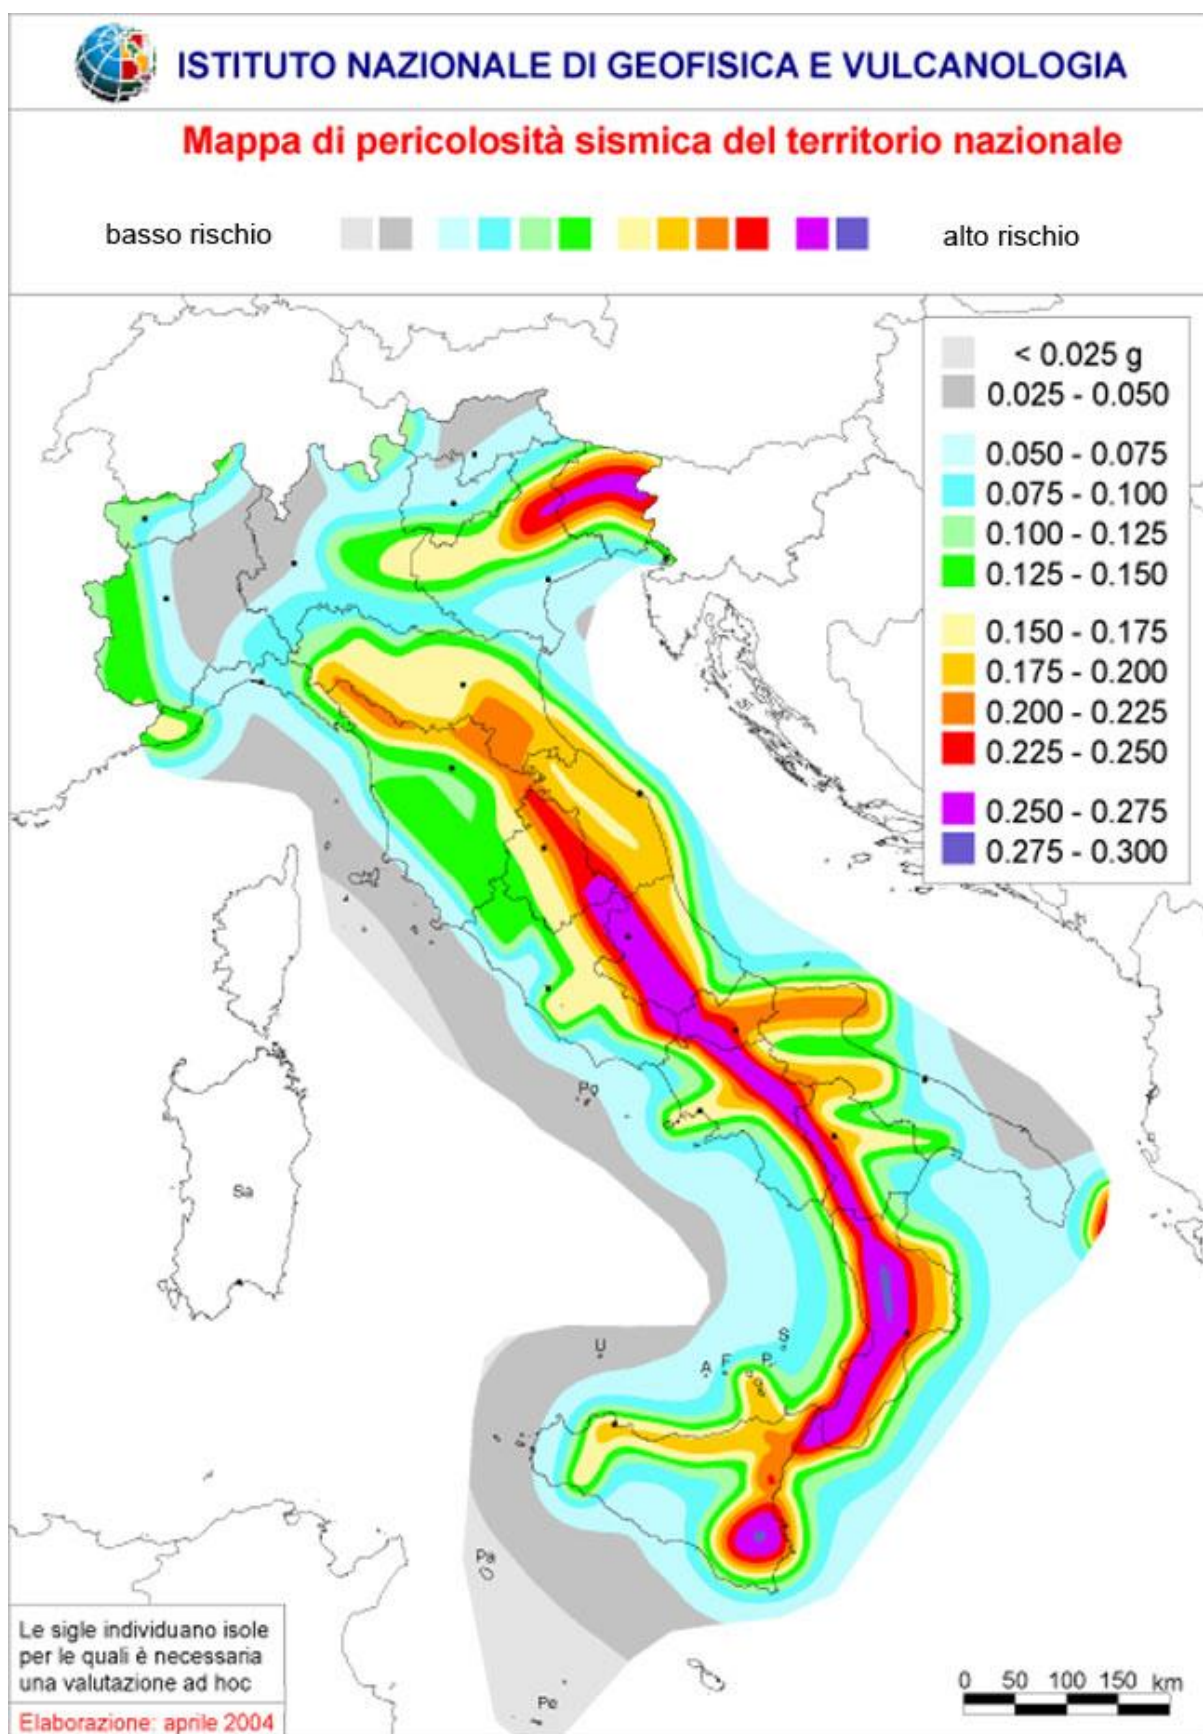 ISTITUTO NAZIONALE DI GEOFISICA E VULCANOLOGIA
Mappa di pericolosità sismica del territorio nazionale
basso rischio
alto rischio
< 0.025 g
0.025 - 0.050
0.050 - 0.075
0.075 - 0.100
0.100 - 0.125
0.125 - 0.150
0.150 - 0.175
0.175 - 0.200
0.200 - 0.225
0.225 - 0.250
0.250 - 0.275
0.275 - 0.300
Po
Sa
S
U
A
F
P
L
Pa
Pe
Le sigle individuano isole
per le quali è necessaria
una valutazione ad hoc
Elaborazione: aprile 2004
0 50 100 150 km